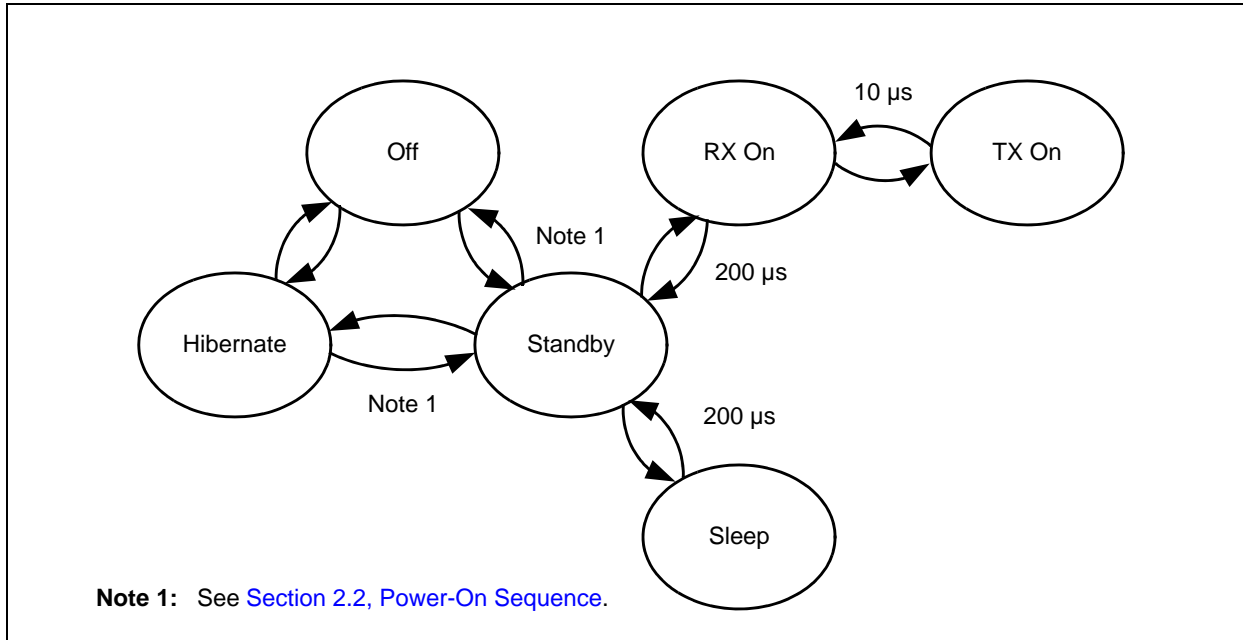 10 µs
Off
RX On
TX On
Note 1
200 µs
Hibernate
Standby
Note 1
200 µs
Sleep
Note 1: See Section 2.2, Power-On Sequence.